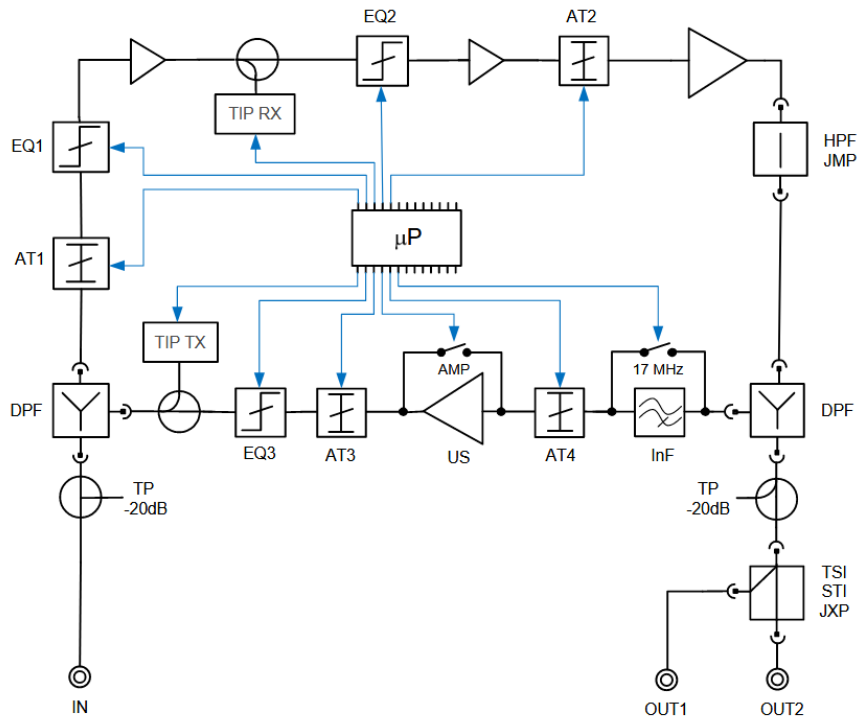 EQ2
AT2
TIP RX
EQ1
HPF
JMP
µP
AT1
TIP TX
AMP
17 MHz
DPF
DPF
EQ3
AT3
US
AT4
InF
TP
-20dB
TP
-20dB
TSI
STI
JXP
IN
OUT1
OUT2